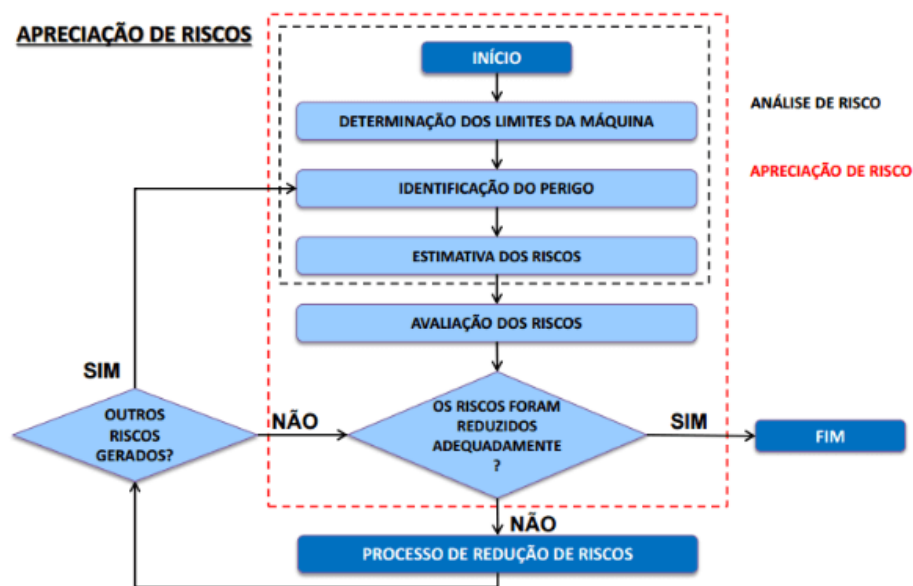 APRECIAÇÃO DE RISCOS
INÍCIO
ANÁLISE DE RISCO
DETERMINAÇÃO DOS LIMITES DA MÁQUINA
APRECIAÇÃO DE RISCO
IDENTIFICAÇÃO DO PERIGO
ESTIMATIVA DOS RISCOS
AVALIAÇÃO DOS RISCOS
SIM
OUTROS
RISCOS
GERADOS?
NÃO
OS RISCOS FORAM
REDUZIDOS
ADEQUADAMENTE
?
SIM
FIM
NÃO
PROCESSO DE REDUÇÃO DE RISCOS